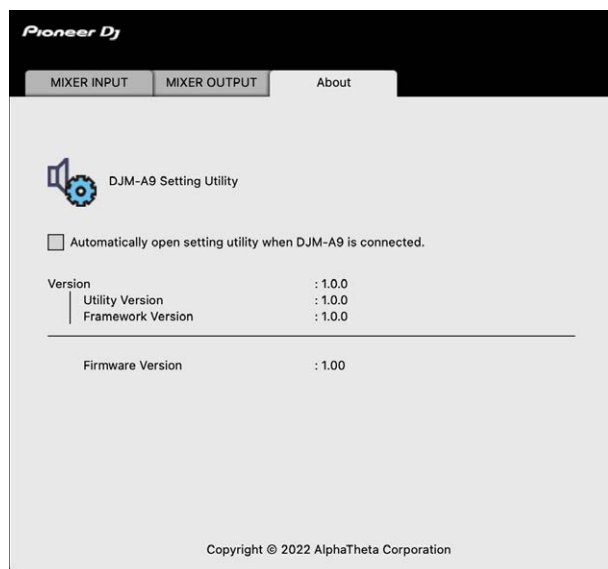 Pioneer Dj
MIXER INPUT MIXER OUTPUT About
DJM-A9 Setting Utility
Automatically open setting utility when DJM-A9 is connected.
Version : 1.0.0
Utility Version : 1.0.0
Framework Version : 1.0.0
Firmware Version : 1.00
Copyright © 2022 AlphaTheta Corporation